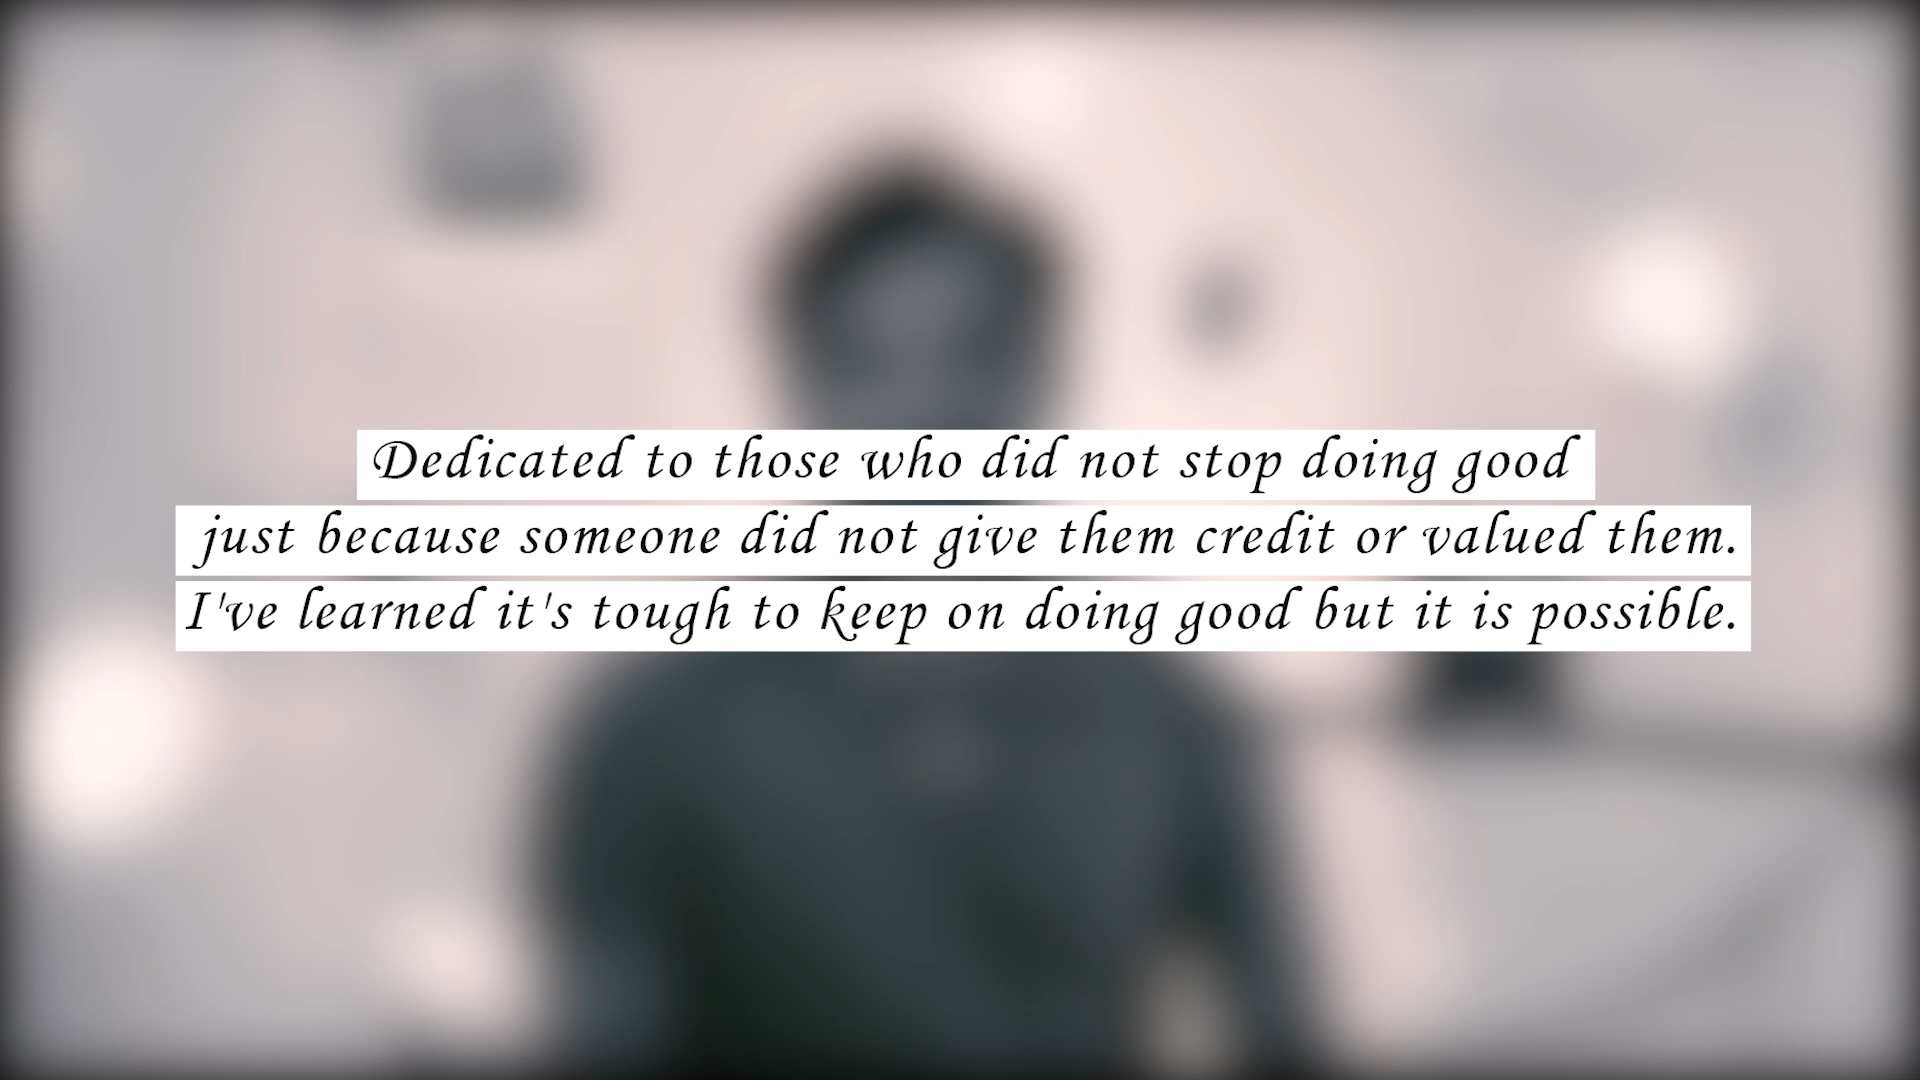 Dedicated to those who did not stop doing good
just because someone did not give them credit or valued them.
I've learned it's tough to keep on doing good but it is possible.